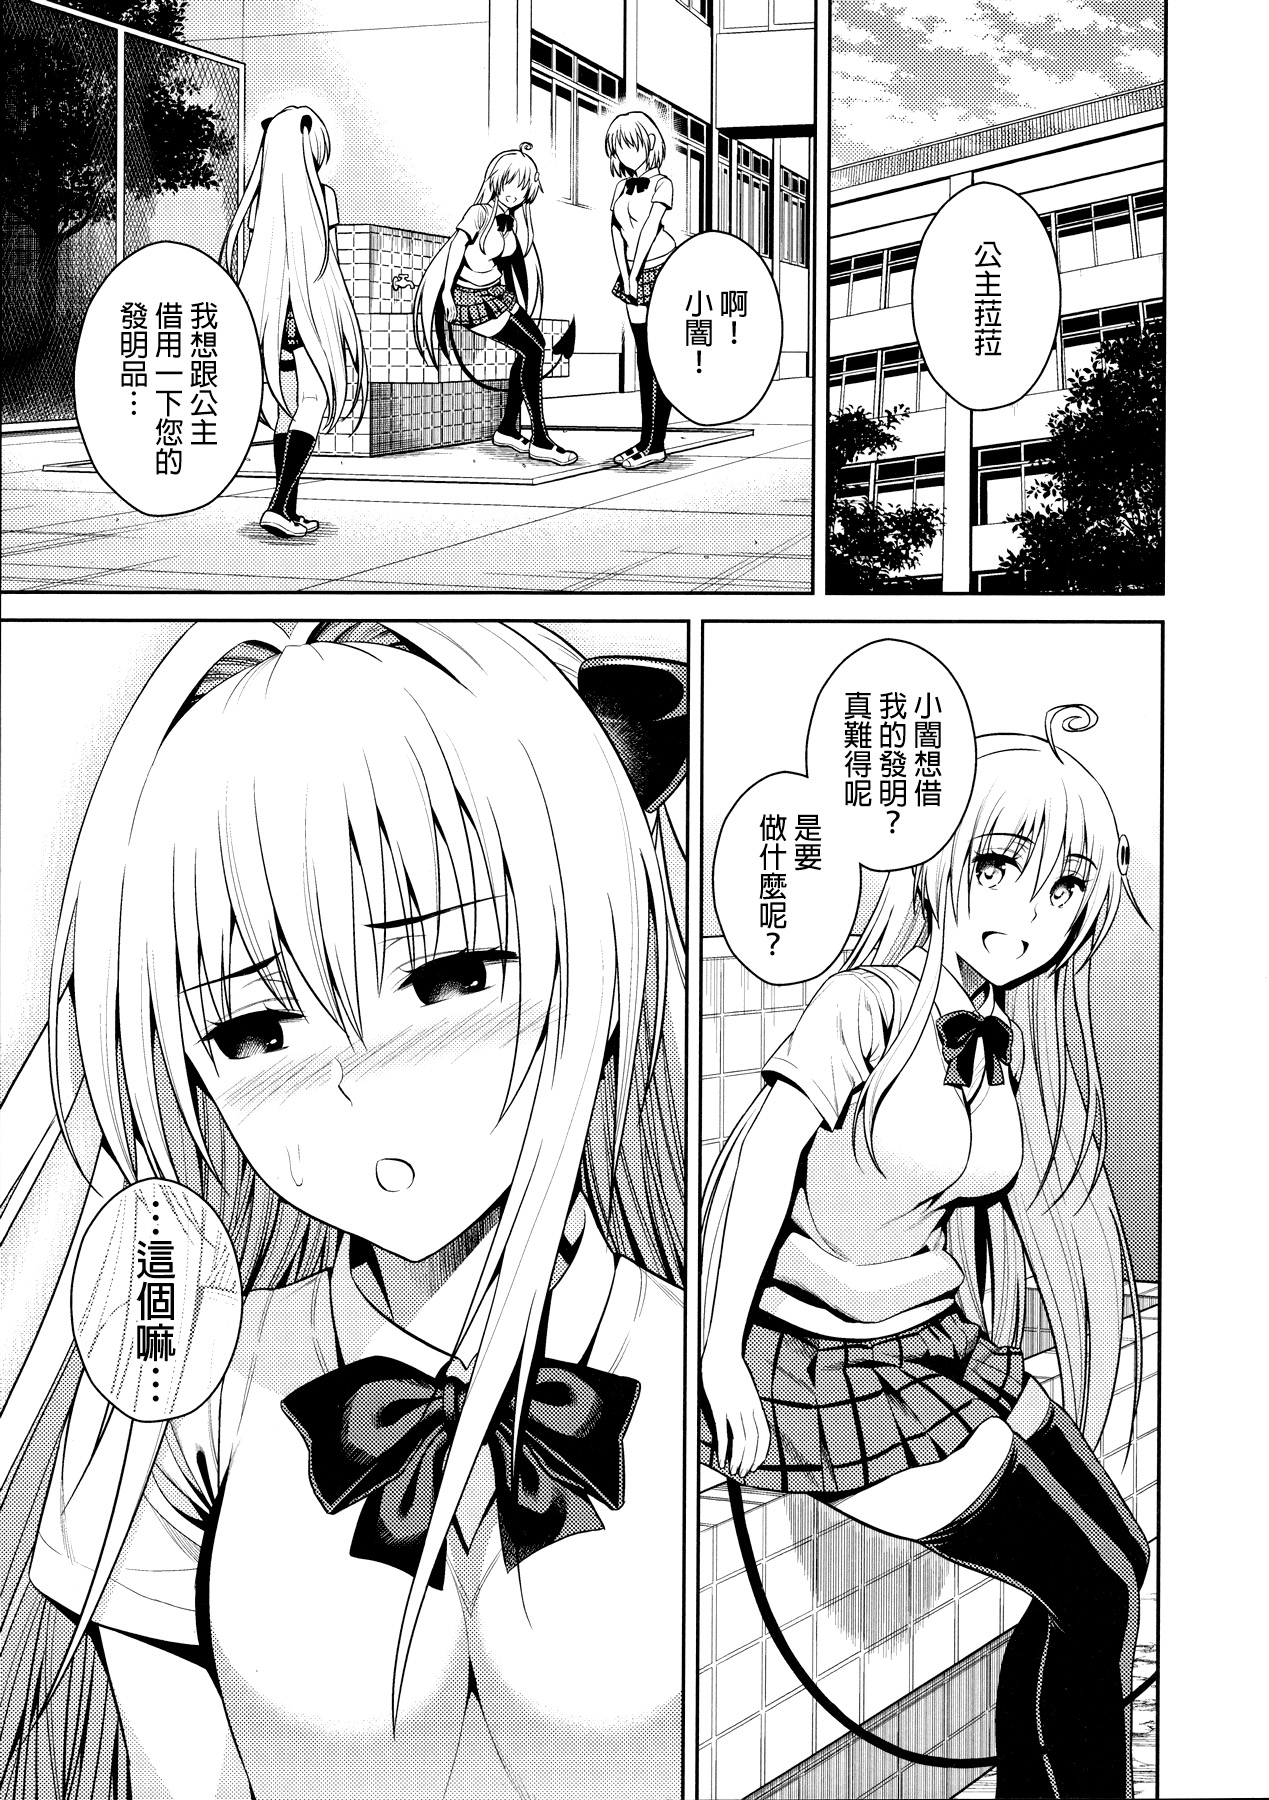 公主菈菈
啊！
小闇！
我想跟公主
借用一下您的
發明品…
小闇想借
我的發明？
真難得呢
是要
做什麼呢？
…這個嘛…